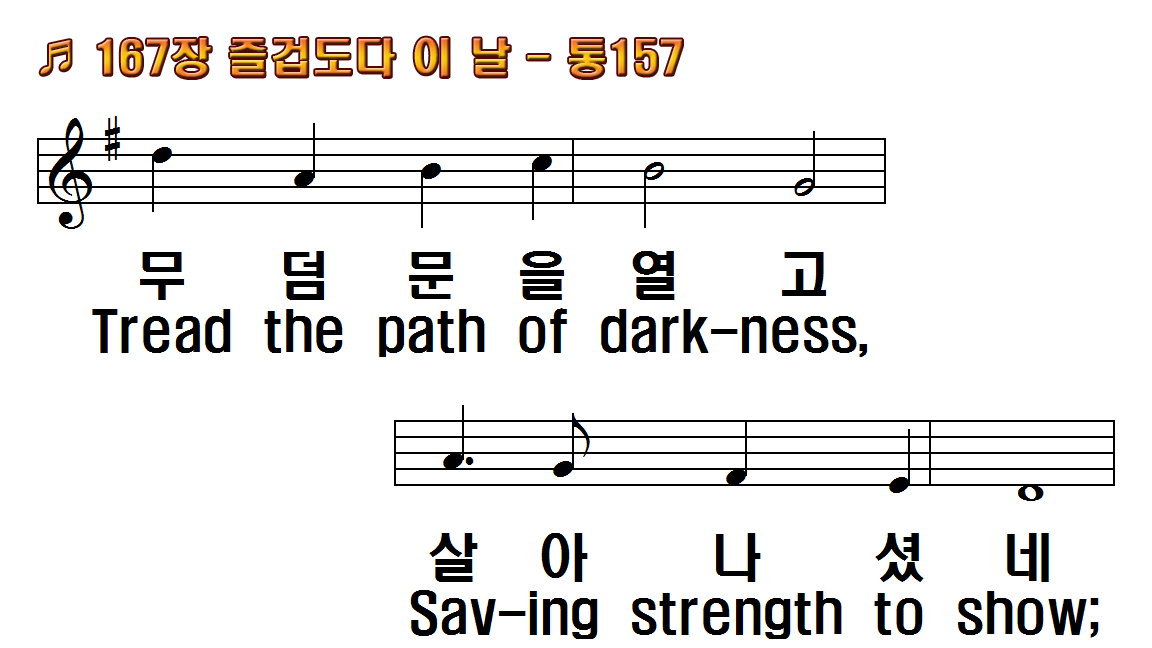 ♬ 167장 즐겁도다 이 날 - 통157
무 덤 문 을 열 고
Tread the path of dark-ness,
살 아 나 셨 네
Sav-ing strength to show;